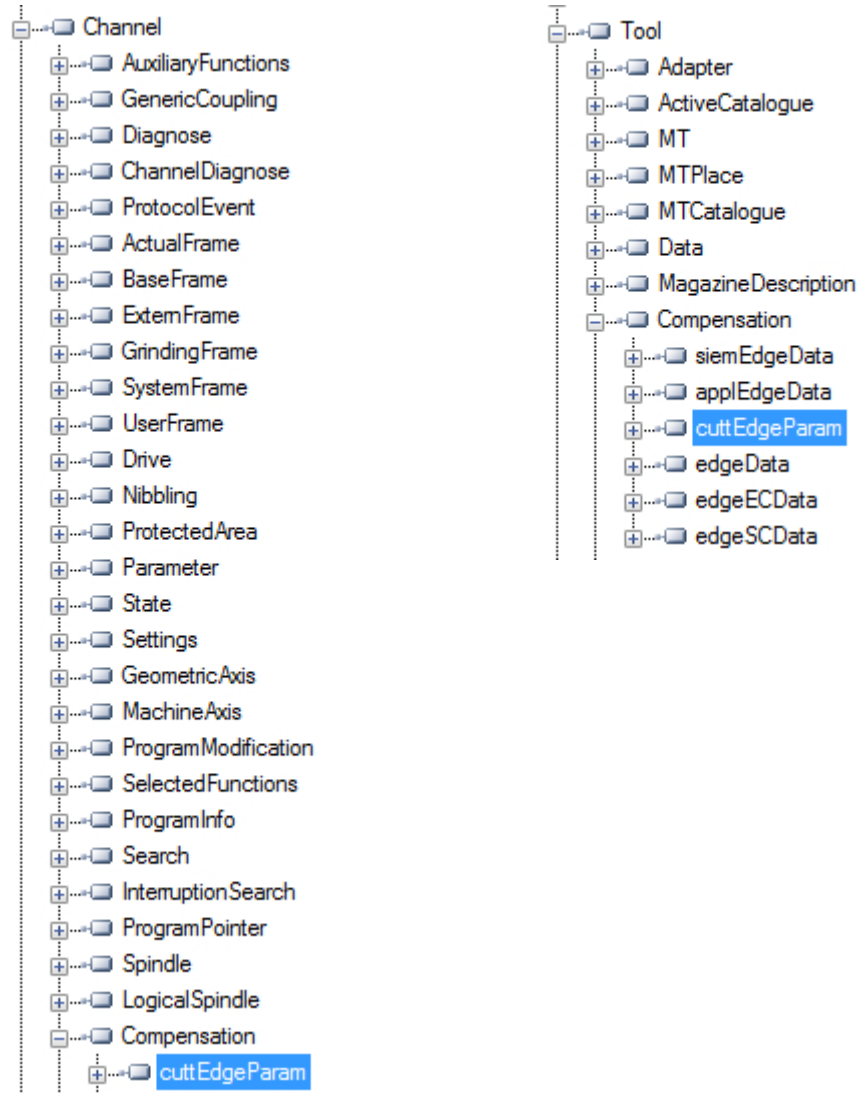 Channel
AuxiliaryFunctions
GenericCoupling
Diagnose
ChannelDiagnose
ProtocolEvent
ActualFrame
BaseFrame
ExternFrame
GrindingFrame
SystemFrame
UserFrame
Drive
Nibbling
ProtectedArea
Parameter
State
Settings
GeometricAxis
MachineAxis
ProgramModification
SelectedFunctions
ProgramInfo
Search
InterruptionSearch
ProgramPointer
Spindle
LogicalSpindle
Compensation
cuttEdgeParam
Tool
Adapter
ActiveCatalogue
MT
MTPlace
MTCatalogue
Data
MagazineDescription
Compensation
siemEdgeData
applEdgeData
cuttEdgeParam
edgeData
edgeECData
edgeSCData